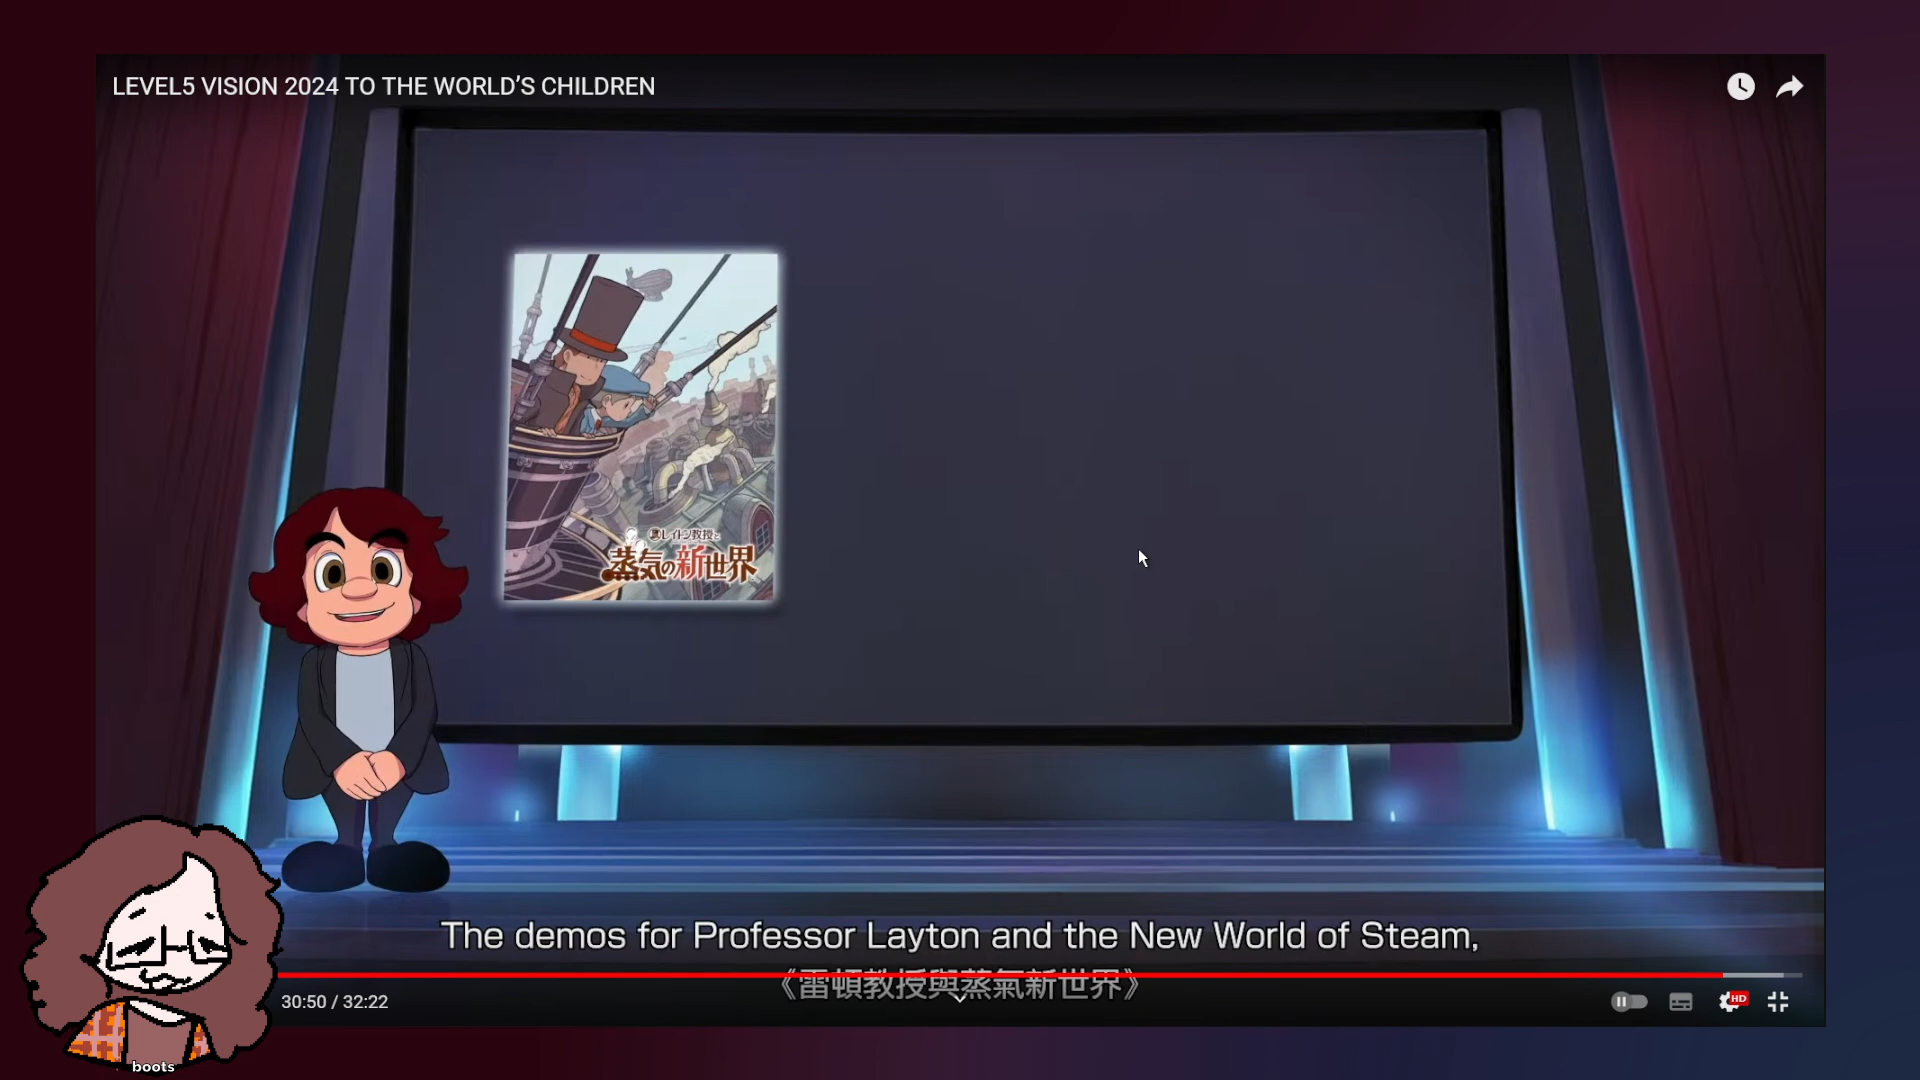 LEVEL5 VISION 2024 TO THE WORLD'S CHILDREN
レイトン教授と
蒸気の新世界
The demos for Professor Layton and the New World of Steam,
《雷頓教授與蒸氣新世界》
30:50 / 32:22
HD
boots